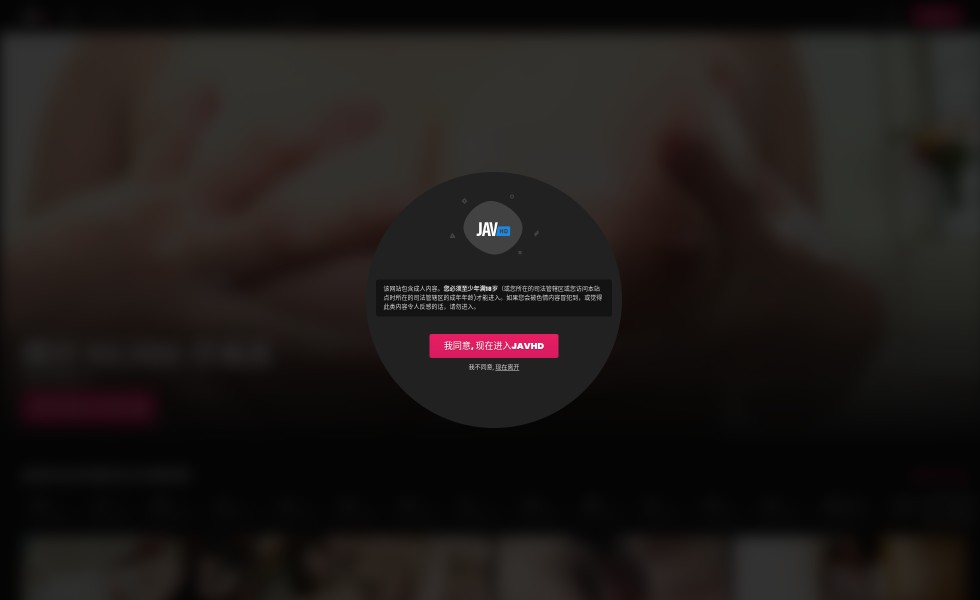 JAV HD
该网站包含成人内容。您必须至少年满18岁（或您所在的司法管辖区或您访问本站
点时所在的司法管辖区的成年年龄)才能进入。如果您会被色情内容冒犯到，或觉得
此类内容令人反感的话，请勿进入。
我同意, 现在进入JAVHD
我不同意, 现在离开